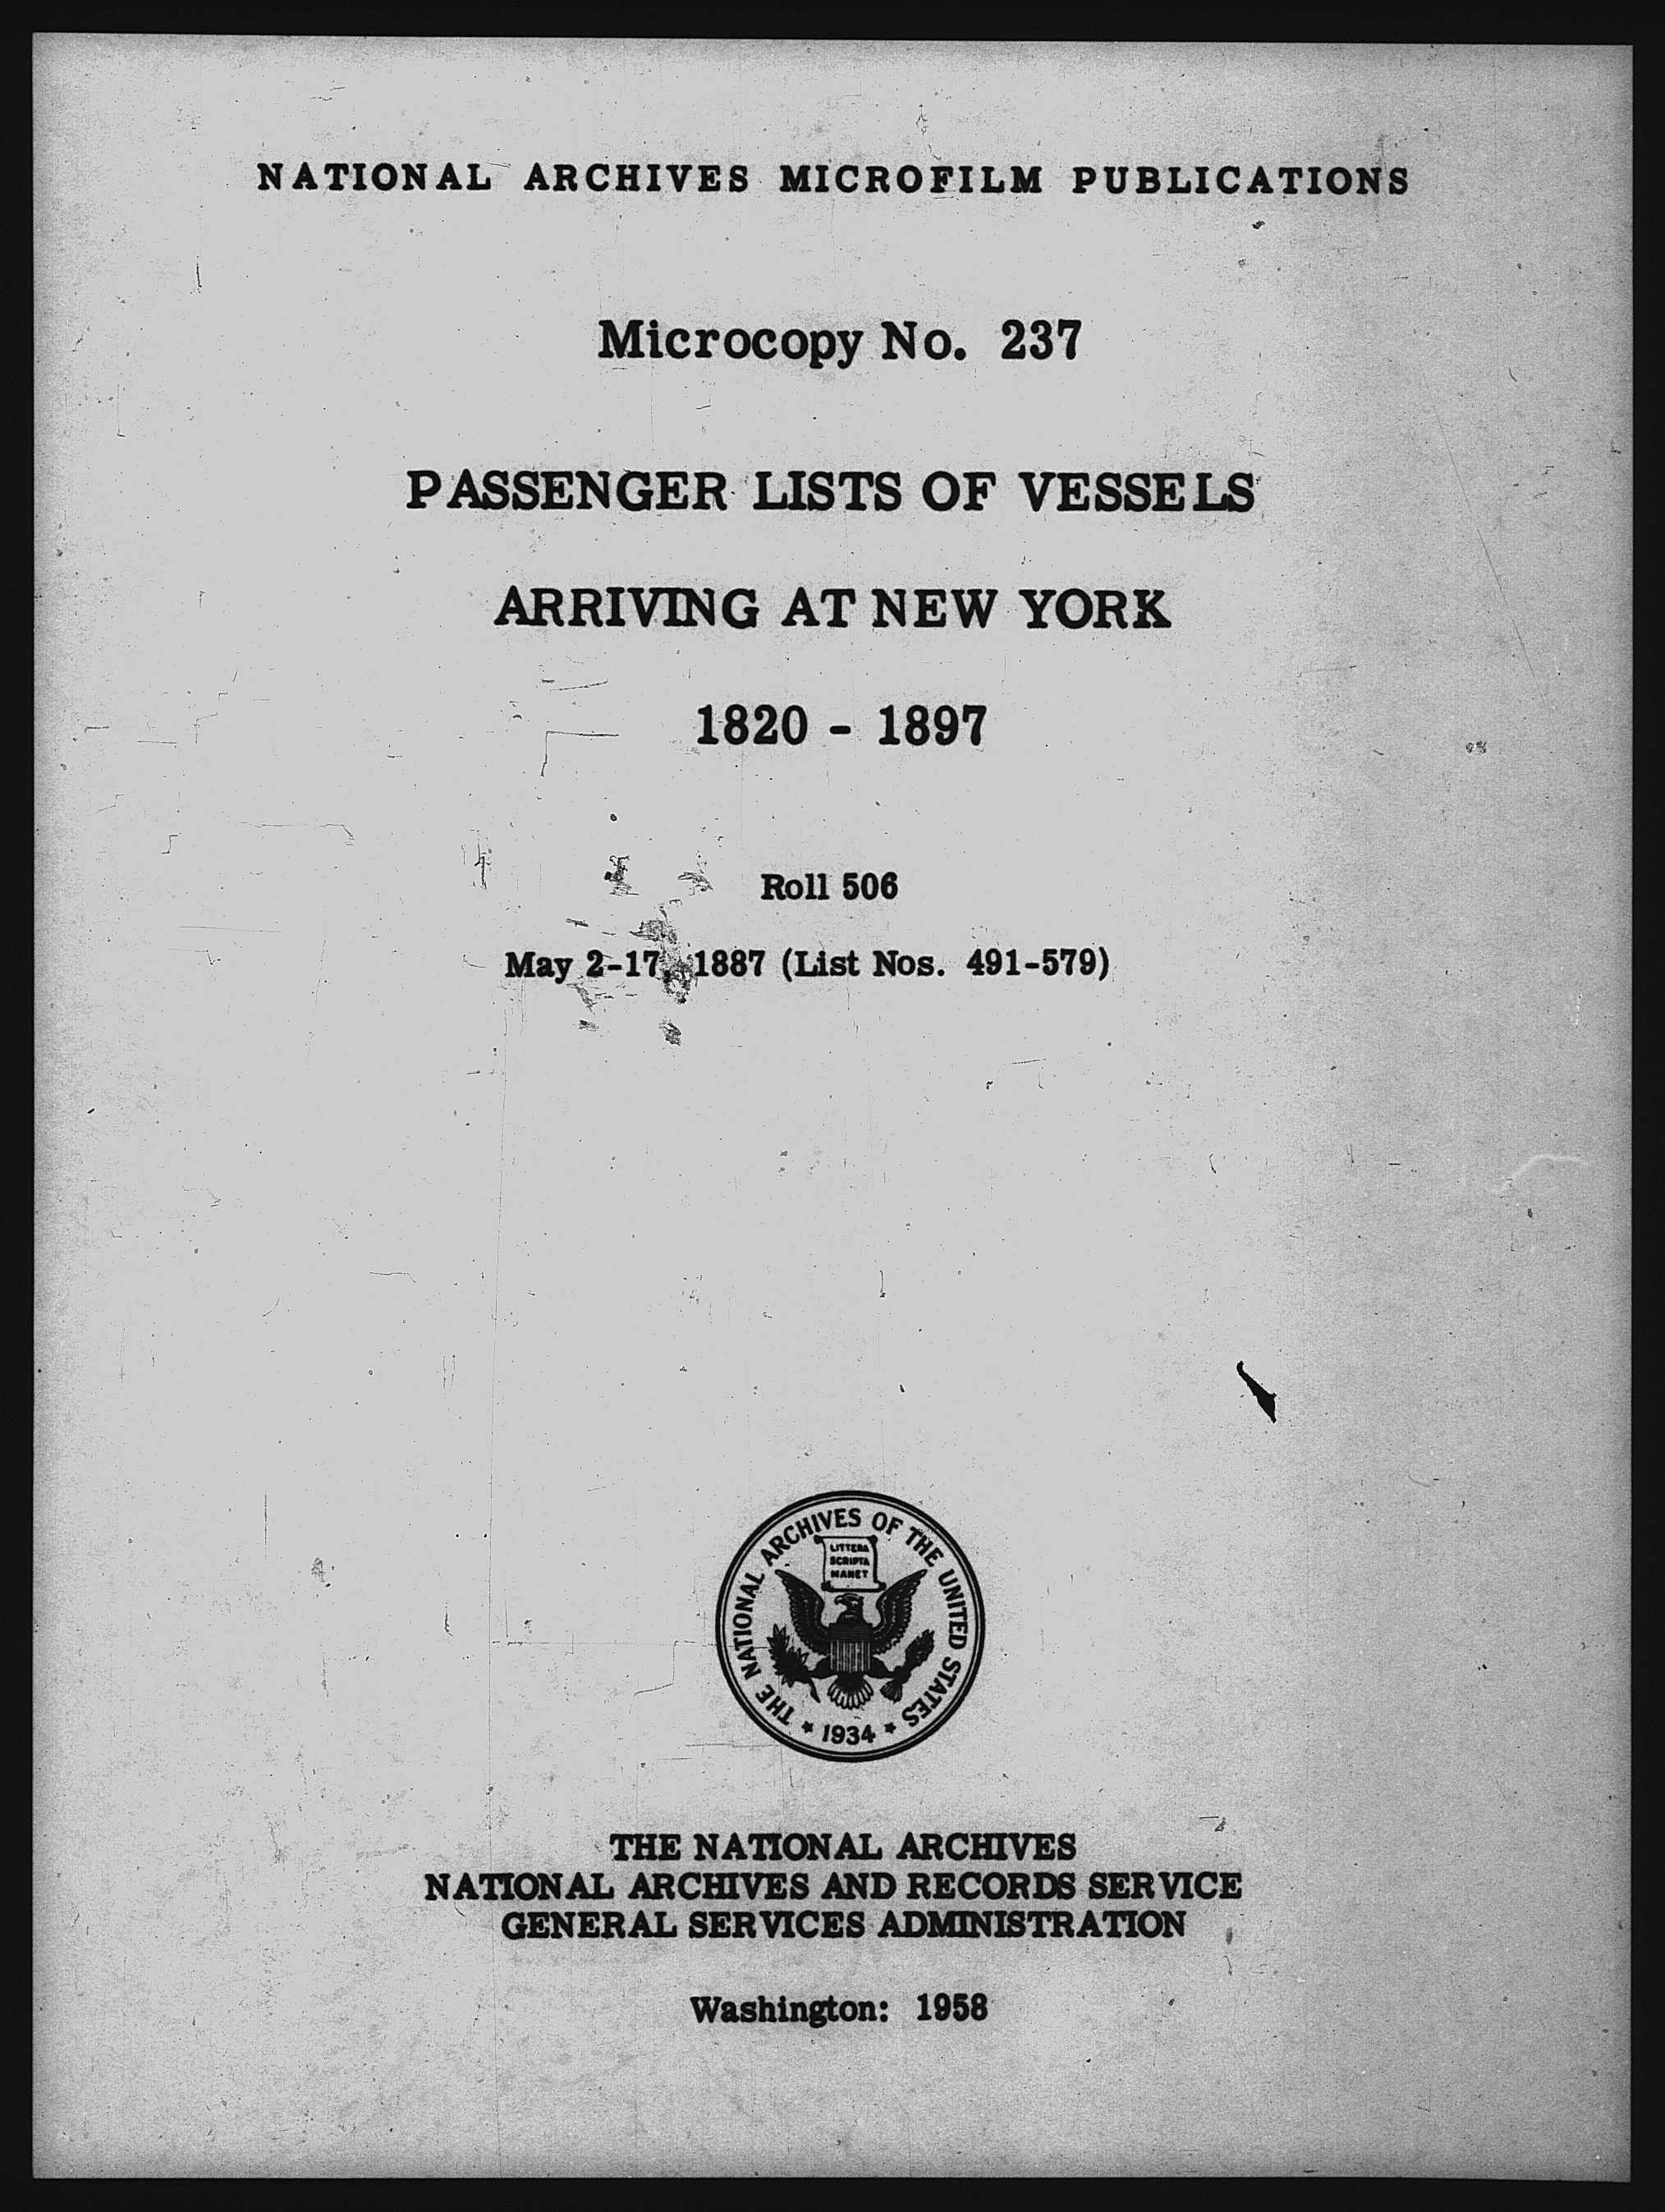 NATIONAL ARCHIVES MICROFILM PUBLICATIONS
Microcopy No. 237
PASSENGER LISTS OF VESSELS
ARRIVING AT NEW YORK
1820 - 1897
Roll 506
May 2-17, 1887 (List Nos. 491-579)
THE NATIONAL ARCHIVES OF THE UNITED STATES
LITTERA
SCRIPTA
MANET
1934
THE NATIONAL ARCHIVES
NATIONAL ARCHIVES AND RECORDS SERVICE
GENERAL SERVICES ADMINISTRATION
Washington: 1958